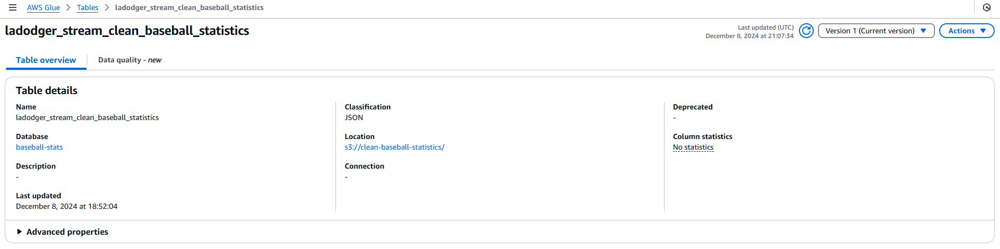 AWS Glue > Tables > ladodger_stream_clean_baseball_statistics
ladodger_stream_clean_baseball_statistics
Last updated (UTC)
December 8, 2024 at 21:07:34
Version 1 (Current version)
Actions
Table overview
Data quality - new
Table details
Name
ladodger_stream_clean_baseball_statistics
Database
baseball-stats
Description
-
Last updated
December 8, 2024 at 18:52:04
Classification
JSON
Location
s3://clean-baseball-statistics/
Connection
-
Deprecated
-
Column statistics
No statistics
Advanced properties